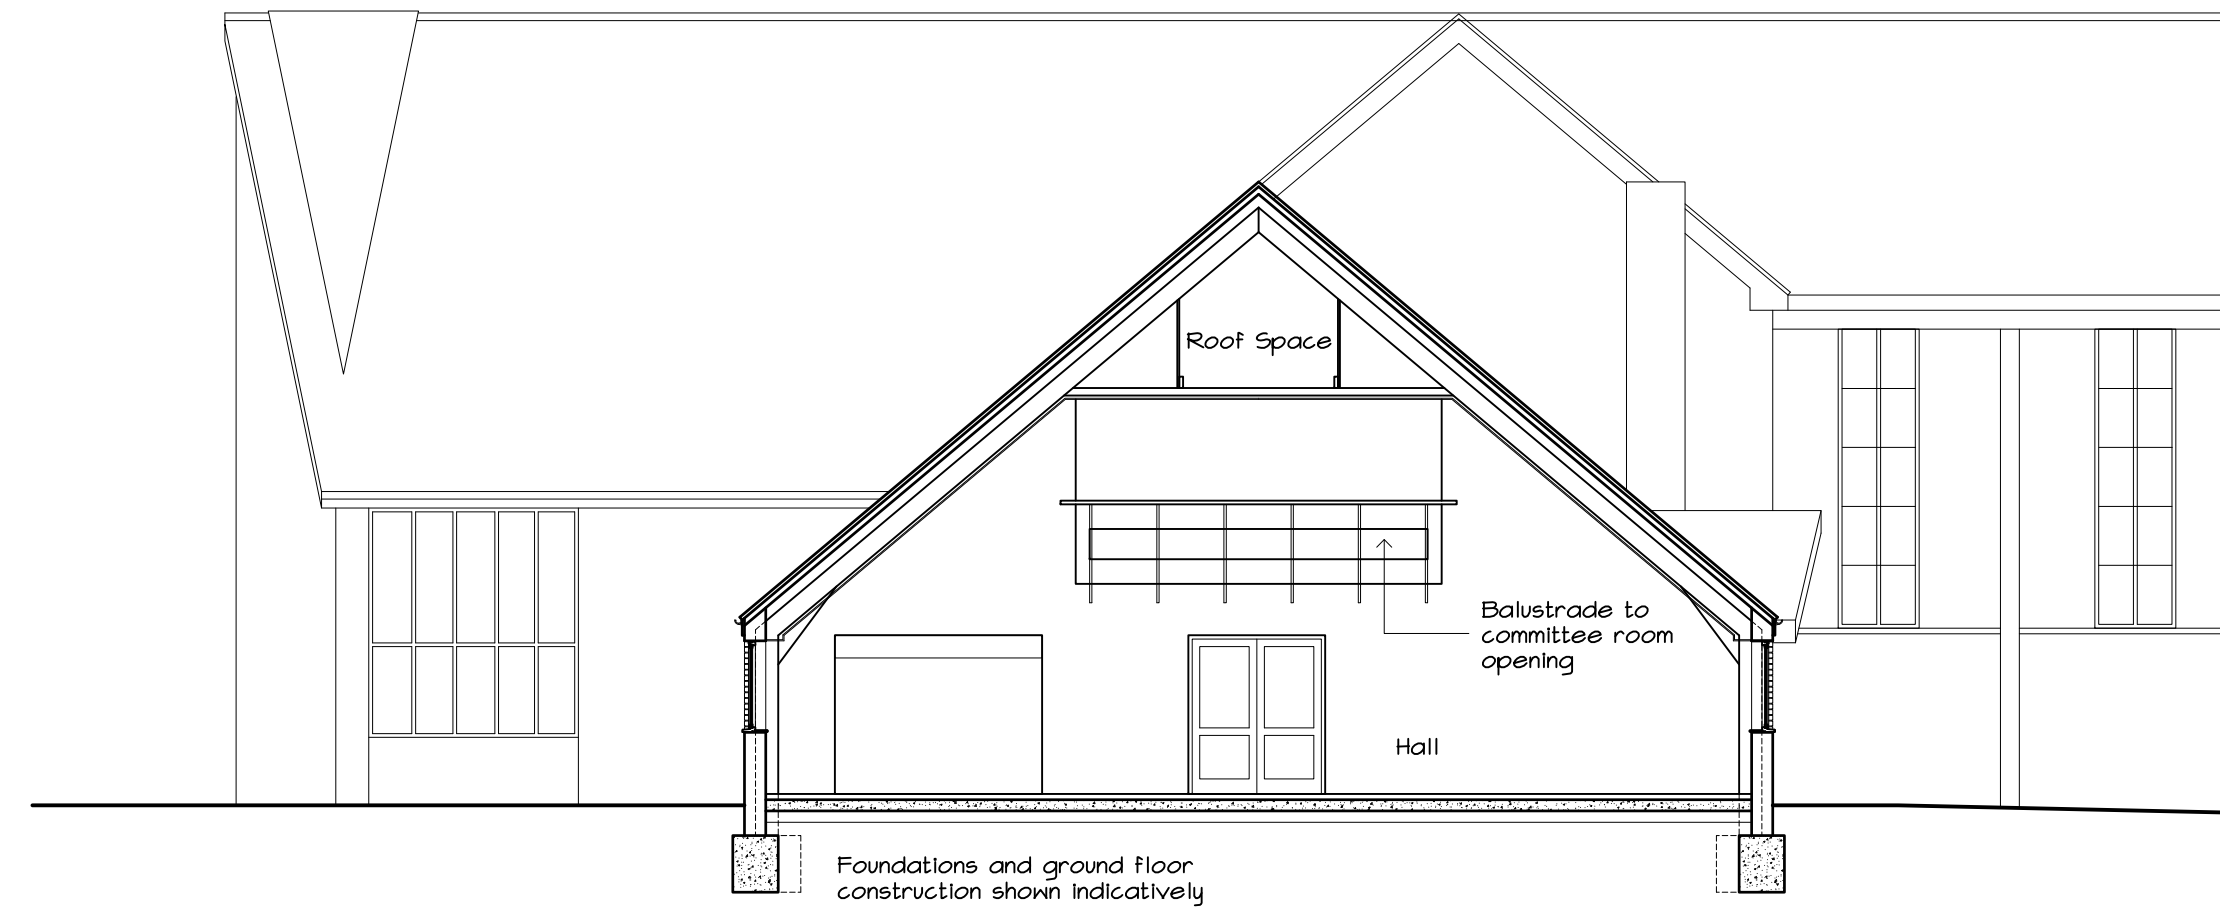 Roof Space
Balustrade to
committee room
opening
Hall
Foundations and ground floor
construction shown indicatively